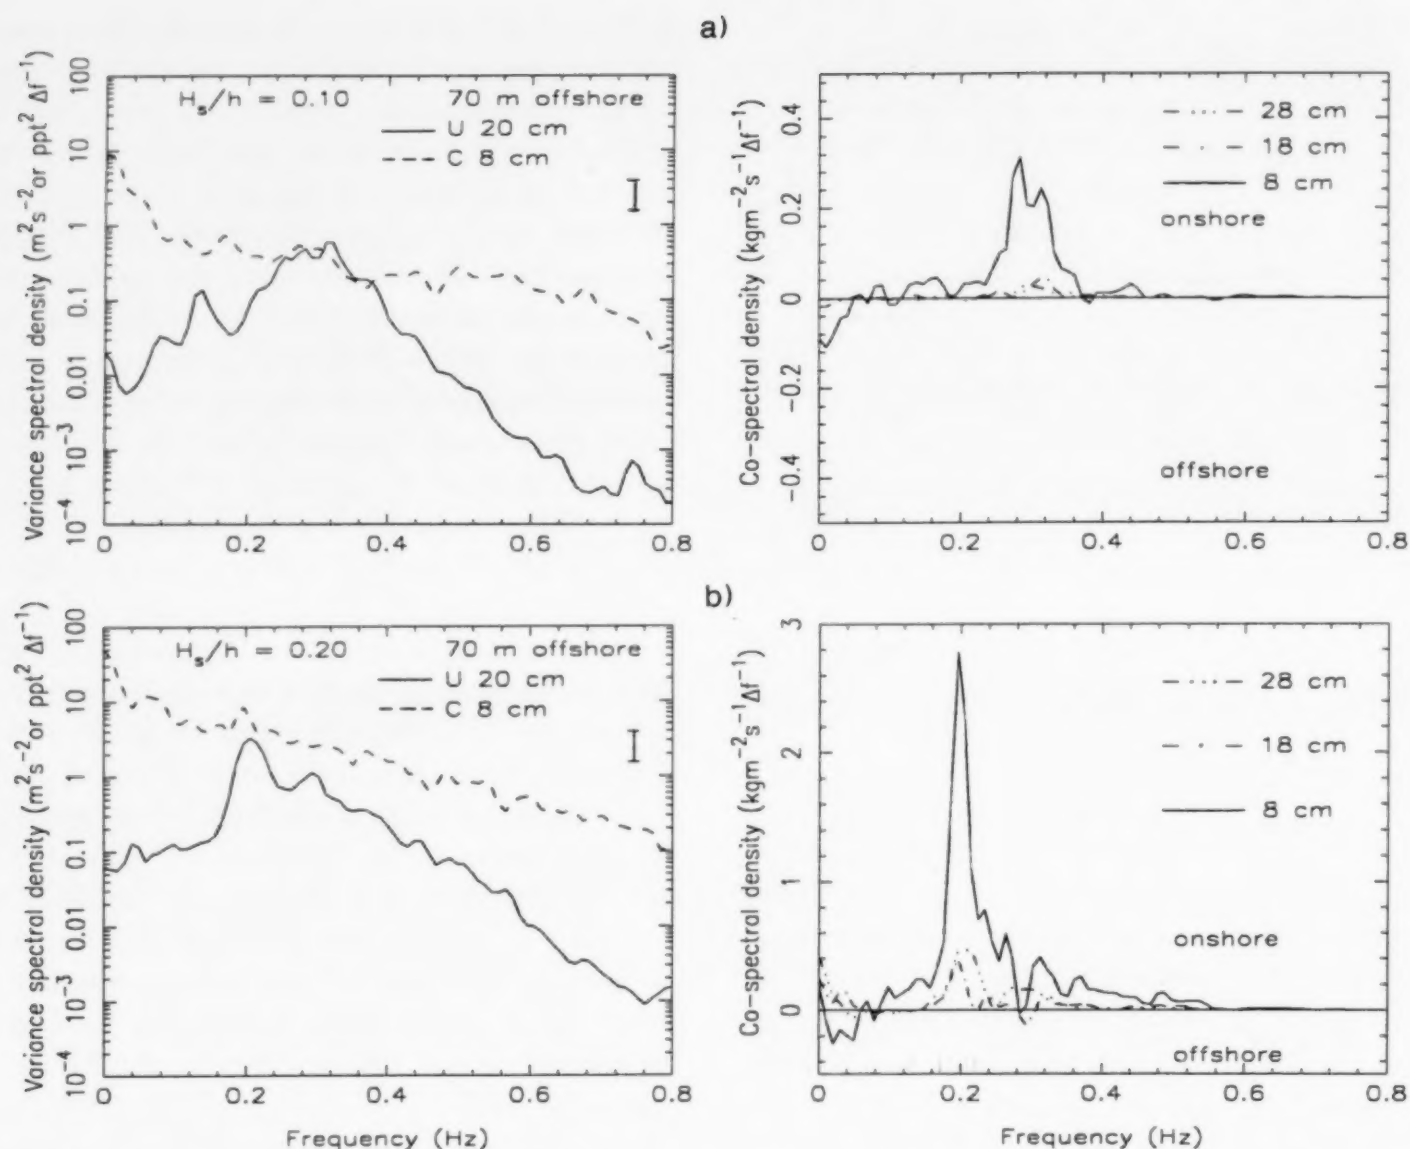 a)
Variance spectral density (m²s⁻² or ppt² Δf⁻¹)
100
10
1
0.1
0.01
10⁻³
10⁻⁴
Hₛ/h = 0.10
70 m offshore
U 20 cm
C 8 cm
0 0.2 0.4 0.6 0.8
Co-spectral density (kgm⁻²s⁻¹Δf⁻¹)
0.4
0.2
0
-0.2
-0.4
28 cm
18 cm
8 cm
onshore
offshore
0 0.2 0.4 0.6 0.8
b)
Variance spectral density (m²s⁻² or ppt² Δf⁻¹)
100
10
1
0.1
0.01
10⁻³
10⁻⁴
Hₛ/h = 0.20
70 m offshore
U 20 cm
C 8 cm
0 0.2 0.4 0.6 0.8
Frequency (Hz)
Co-spectral density (kgm⁻²s⁻¹Δf⁻¹)
3
2
1
0
28 cm
18 cm
8 cm
onshore
offshore
0 0.2 0.4 0.6 0.8
Frequency (Hz)